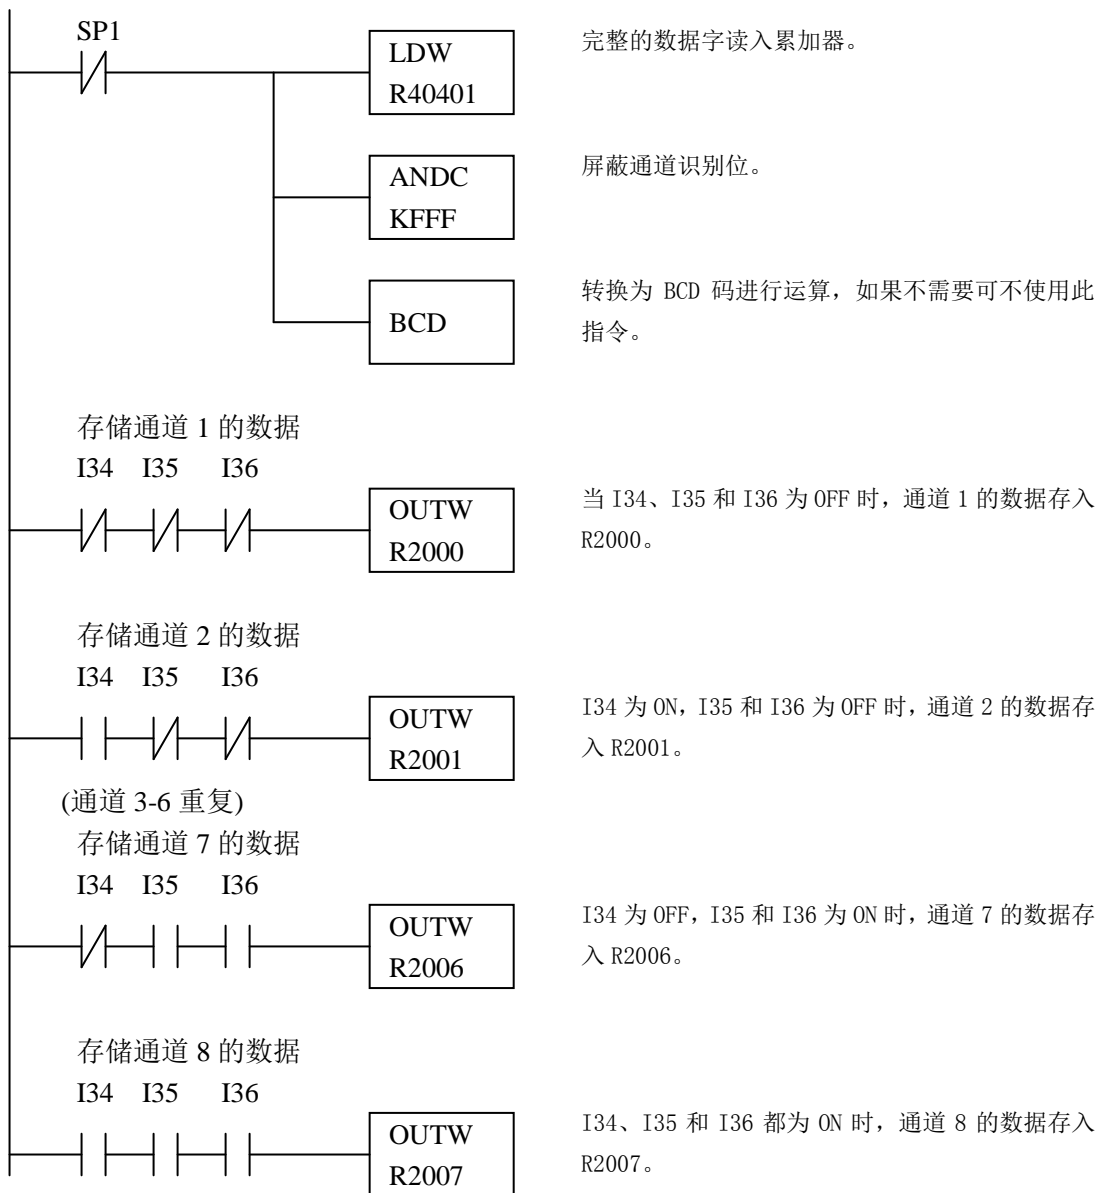 SP1
LDW
R40401
完整的数据字读入累加器。
ANDC
KFFF
屏蔽通道识别位。
BCD
转换为 BCD 码进行运算，如果不需要可不使用此
指令。
存储通道 1 的数据
I34 I35 I36
OUTW
R2000
当 I34、I35 和 I36 为 OFF 时，通道 1 的数据存入
R2000。
存储通道 2 的数据
I34 I35 I36
OUTW
R2001
I34 为 ON，I35 和 I36 为 OFF 时，通道 2 的数据存
入 R2001。
(通道 3-6 重复)
存储通道 7 的数据
I34 I35 I36
OUTW
R2006
I34 为 OFF，I35 和 I36 为 ON 时，通道 7 的数据存
入 R2006。
存储通道 8 的数据
I34 I35 I36
OUTW
R2007
I34、I35 和 I36 都为 ON 时，通道 8 的数据存入
R2007。